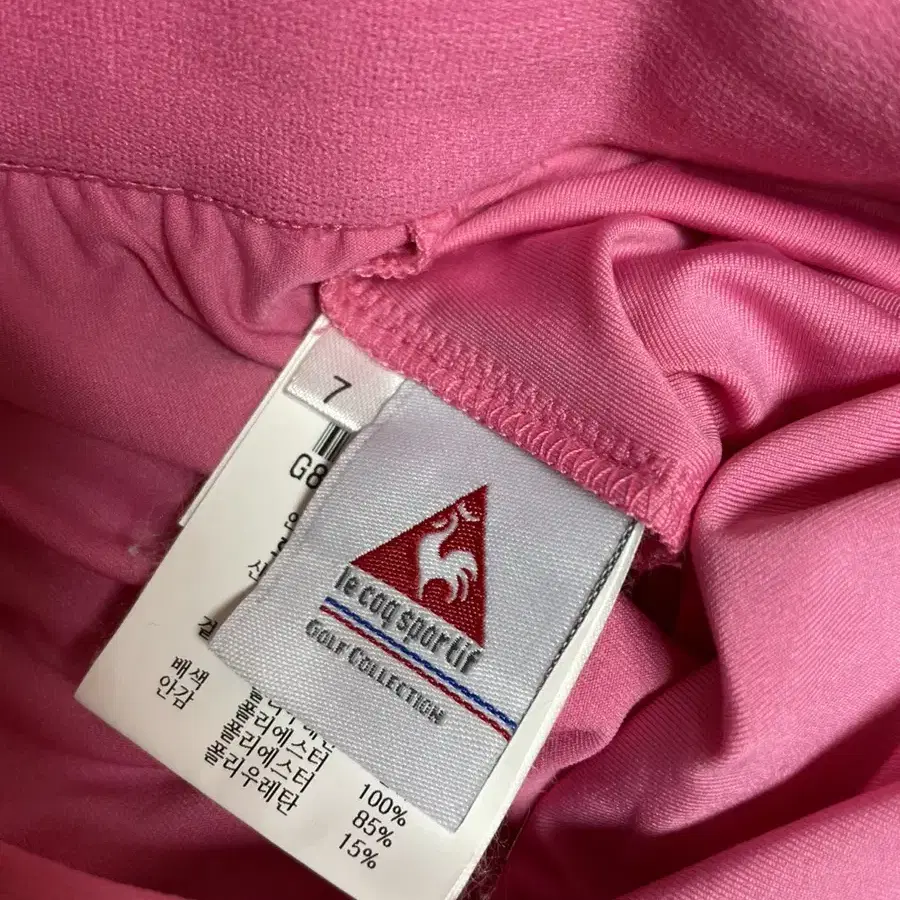 7
G8
le coq sportif
GOLF COLLECTION
배색
안감
폴리에스터
폴리에스터
폴리우레탄
100%
85%
15%